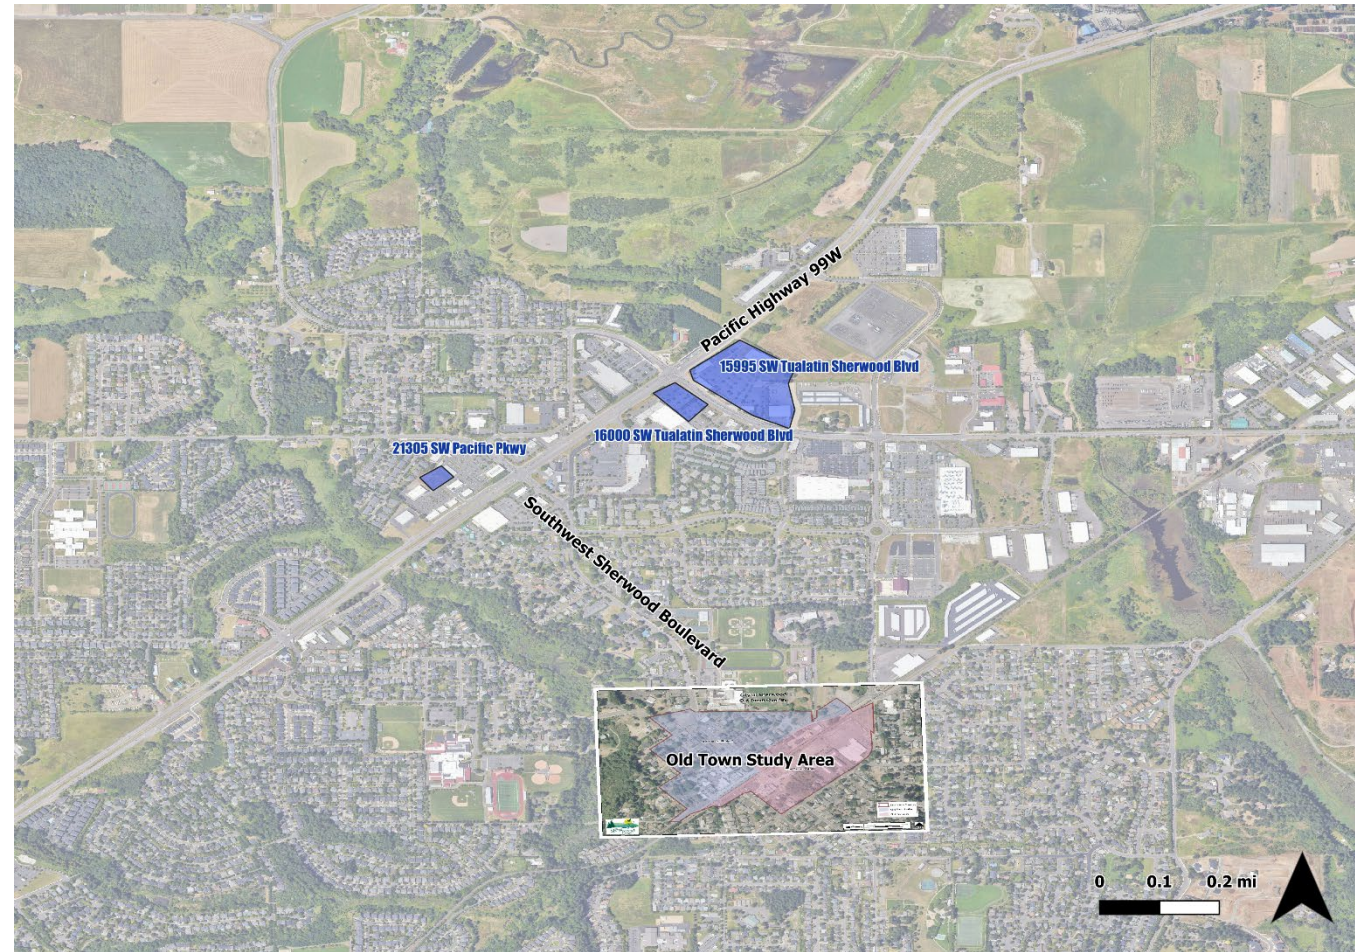 Pacific Highway 99W
15995 SW Tualatin Sherwood Blvd
16000 SW Tualatin Sherwood Blvd
21305 SW Pacific Pkwy
Southwest Sherwood Boulevard
Old Town Study Area
0 0.1 0.2 mi